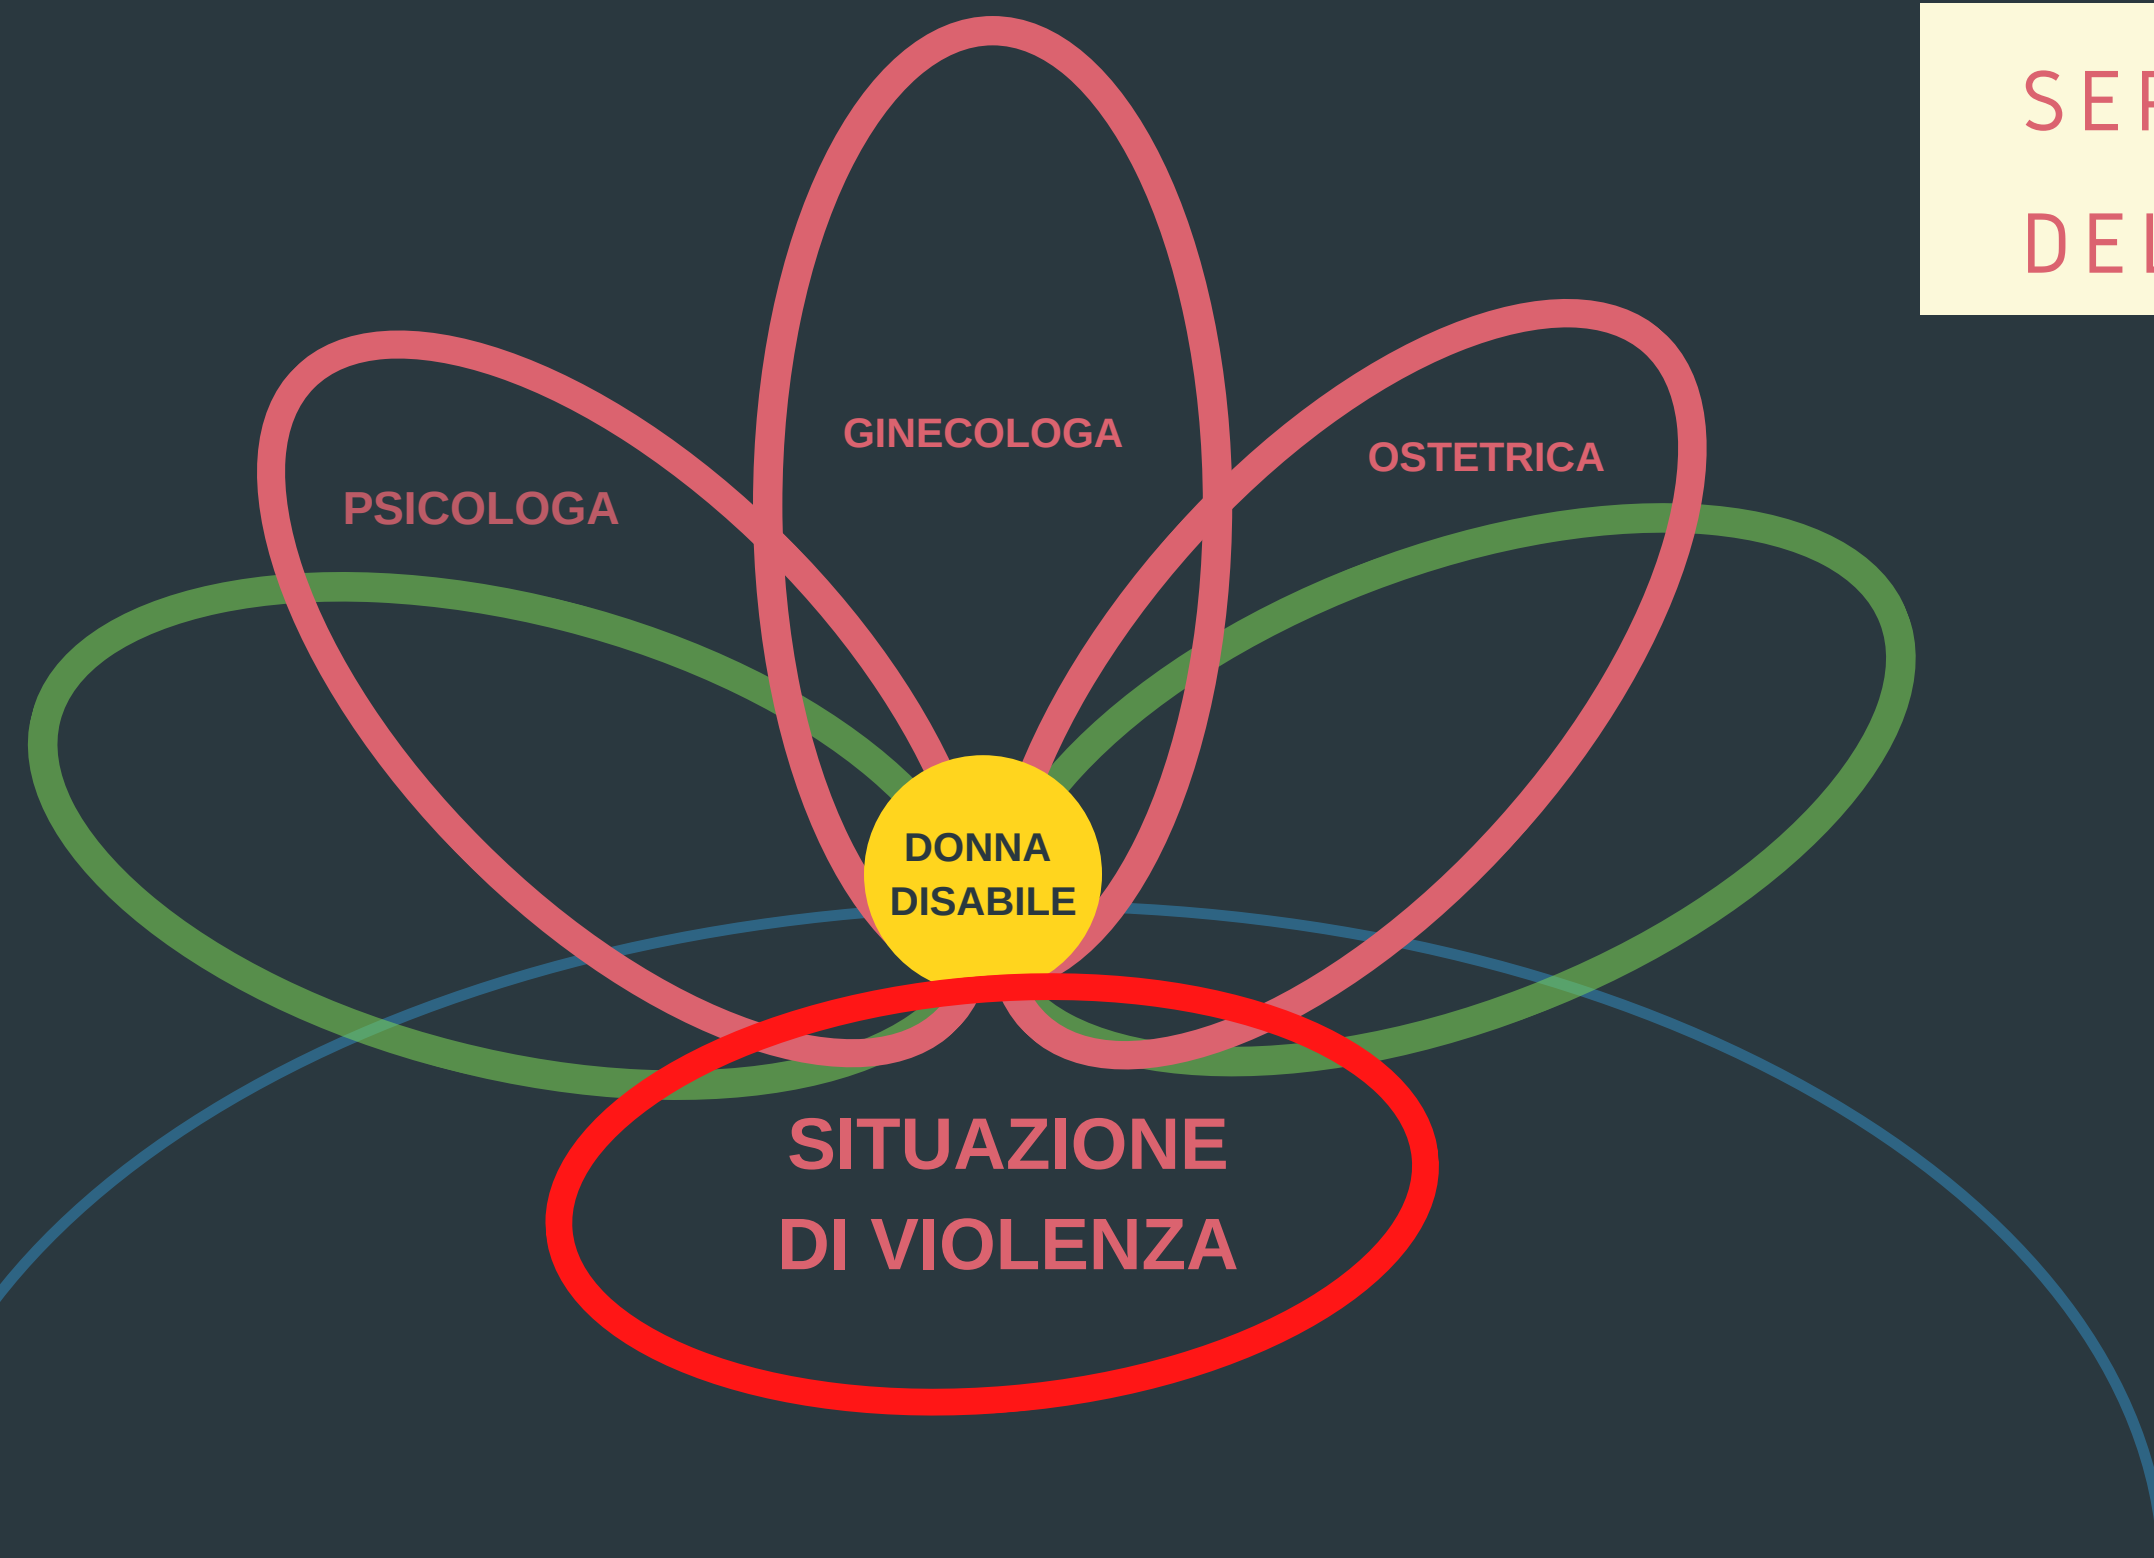 GINECOLOGA
OSTETRICA
PSICOLOGA
DONNA
DISABILE
SITUAZIONE
DI VIOLENZA